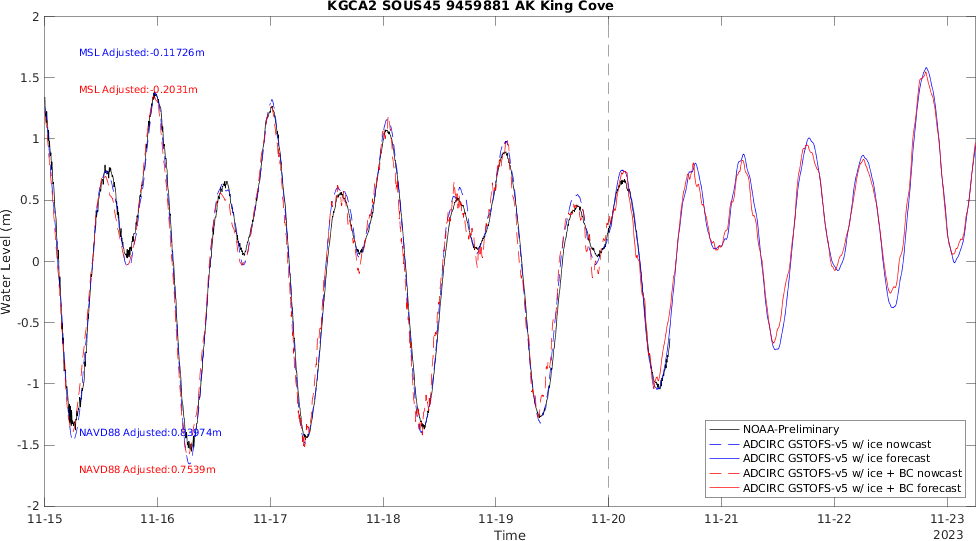 KGCA2 SOUS45 9459881 AK King Cove
MSL Adjusted:-0.11726m
MSL Adjusted:-0.2031m
NAVD88 Adjusted:0.83974m
NAVD88 Adjusted:0.7539m
Water Level (m)
2
1.5
1
0.5
0
-0.5
-1
-1.5
-2
NOAA-Preliminary
ADCIRC GSTOFS-v5 w/ ice nowcast
ADCIRC GSTOFS-v5 w/ ice forecast
ADCIRC GSTOFS-v5 w/ ice + BC nowcast
ADCIRC GSTOFS-v5 w/ ice + BC forecast
11-15 11-16 11-17 11-18 11-19 11-20 11-21 11-22 11-23
Time
2023